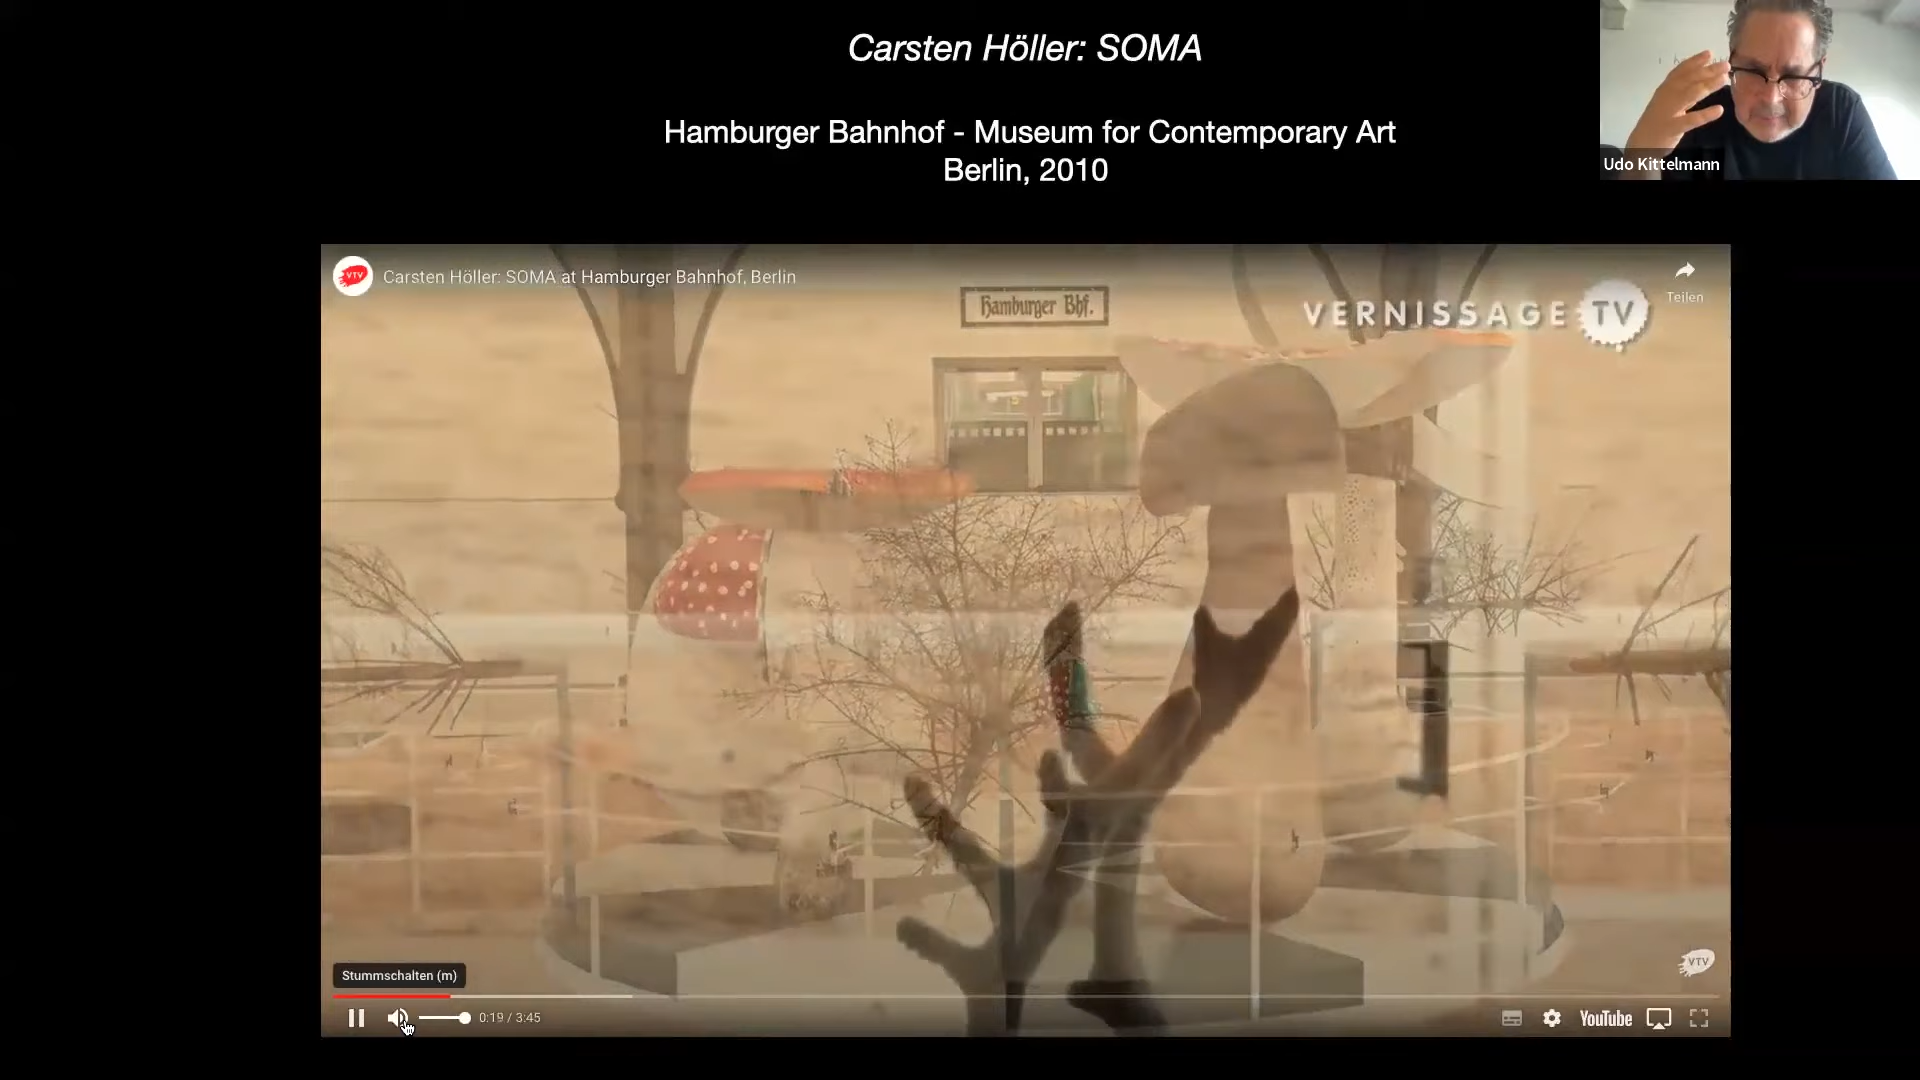 Carsten Höller: SOMA
Hamburger Bahnhof - Museum for Contemporary Art
Berlin, 2010
Udo Kittelmann
VTV
Carsten Höller: SOMA at Hamburger Bahnhof, Berlin
Teilen
Hamburger Bhf.
VERNISSAGE TV
VTV
Stummschalten (m)
0:19 / 3:45
YouTube